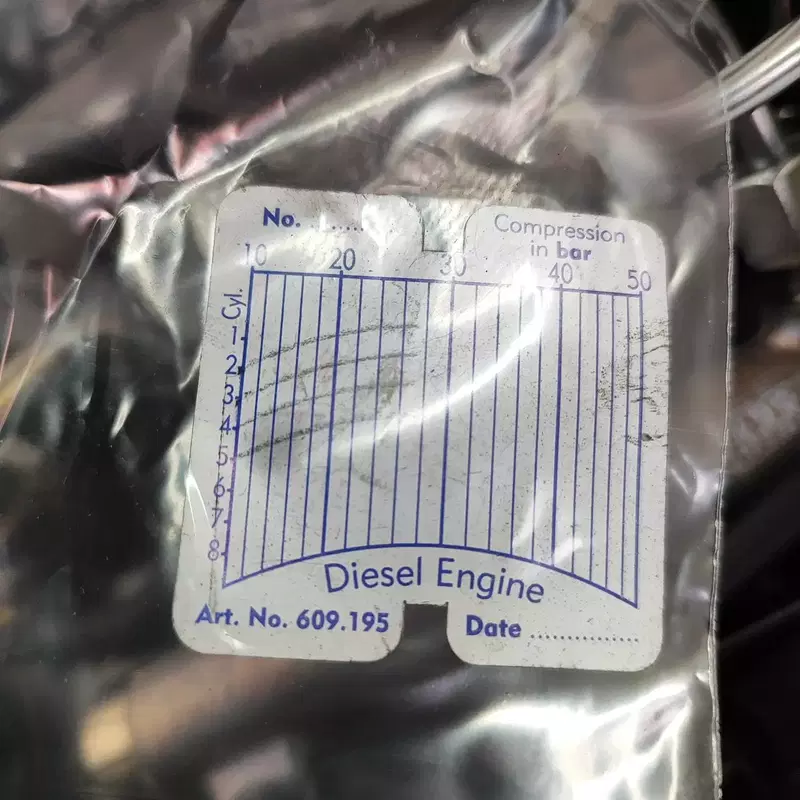 No. ........
Compression
in bar
10 20 30 40 50
Cyl.
1
2
3
4
5
6
7
8
Diesel Engine
Art. No. 609.195
Date ...............